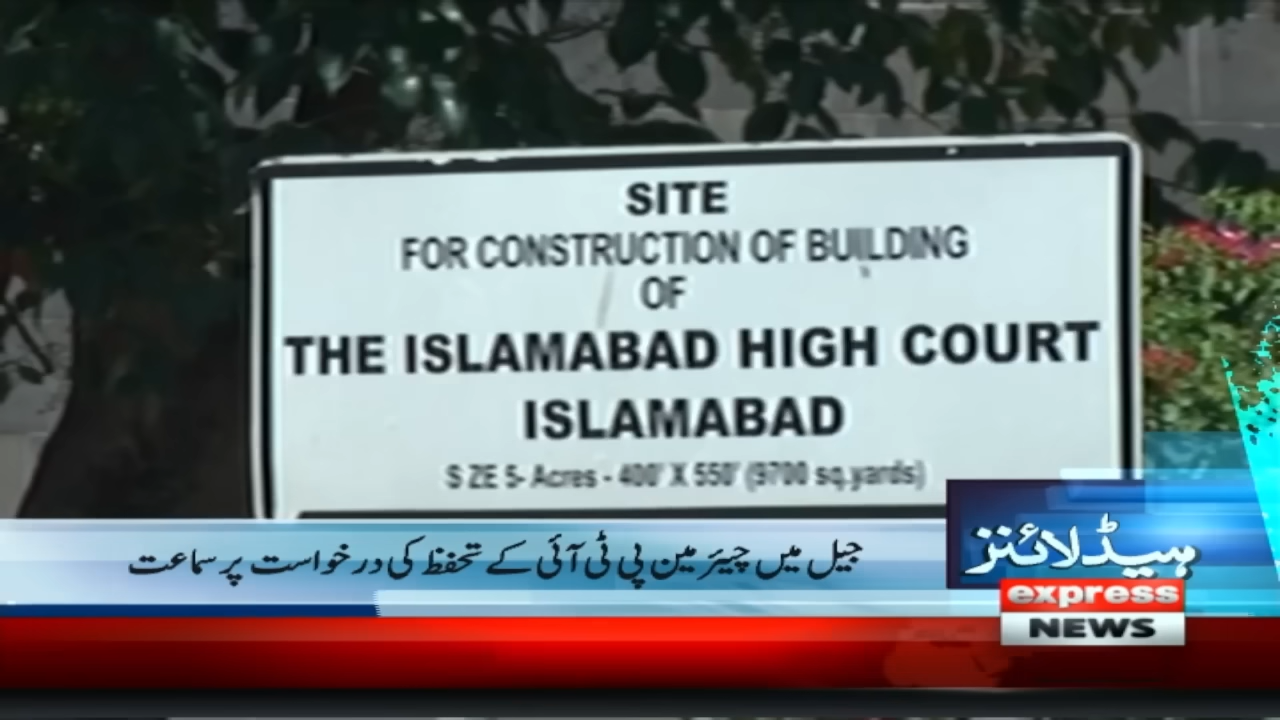 SITE
FOR CONSTRUCTION OF BUILDING
OF
THE ISLAMABAD HIGH COURT
ISLAMABAD
S ZE 5- Acres - 400' X 550' (9700 sq.yards)
ہیڈلائنز
جیل میں چیئرمین پی ٹی آئی کے تحفظ کی درخواست پر سماعت
express
NEWS